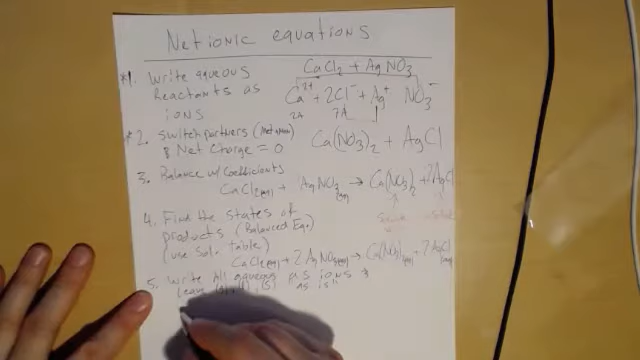 Net ionic equations
*1. Write aqueous
Reactants as
ions
CaCl2 + AgNO3
Ca2+ + 2Cl- + Ag+ NO3-
*2. Switch partners
& Net Charge = 0
Ca(NO3)2 + AgCl
3. Balance w/ Coefficients
CaCl2(aq) + AgNO3(aq) → Ca(NO3)2 + 2AgCl
4. Find the states of
products (Balanced Eq.)
(use Sol. table)
CaCl2(aq) + 2AgNO3(aq) → Ca(NO3)2(aq) + 2AgCl
5. Write All aqueous as ions &
Leave as is!!